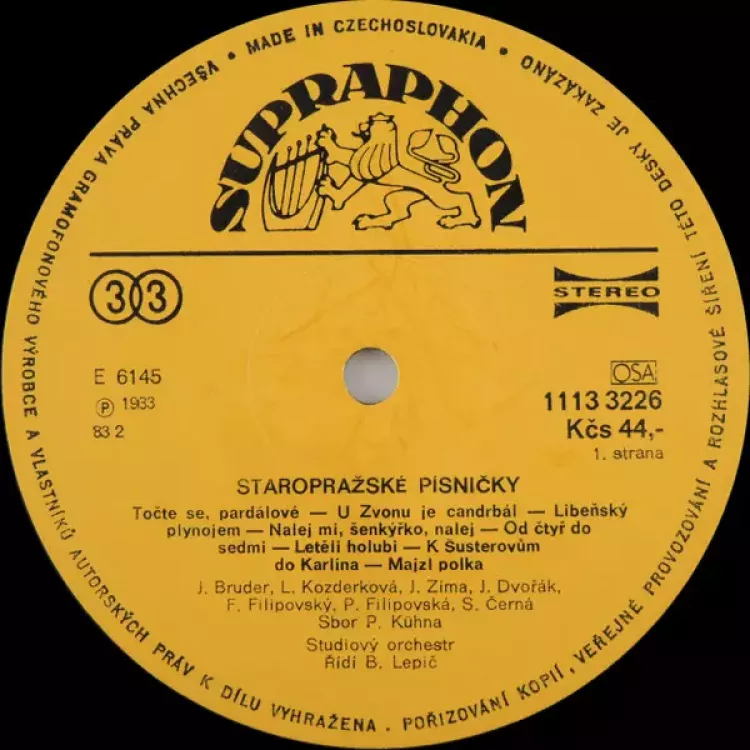 VŠECHNA PRÁVA GRAMOFONOVÉHO VÝROBCE A VLASTNÍKŮ AUTORSKÝCH PRÁV K DÍLU VYHRAŽENA . POŘIZOVÁNÍ KOPIÍ , VEŘEJNÉ PROVOZOVÁNÍ A ROZHLASOVÉ ŠÍŘENÍ TÉTO DESKY JE ZAKÁZÁNO • MADE IN CZECHOSLOVAKIA •
SUPRAPHON
33
STEREO
E 6145
℗ 1983
83 2
OSA
1113 3226
Kčs 44,-
1. strana
STAROPRAŽSKÉ PÍSNIČKY
Točte se, pardálové — U Zvonu je candrbál — Libeňský
plynojem — Nalej mi, šenkýřko, nalej — Od čtyř do
sedmi — Letěli holubi — K Šusterovům
do Karlína — Majzl polka
J. Bruder, L. Kozderková, J. Zíma, J. Dvořák,
F. Filipovský, P. Filipovská, S. Černá
Sbor P. Kühna
Studiový orchestr
Řídí B. Lepič